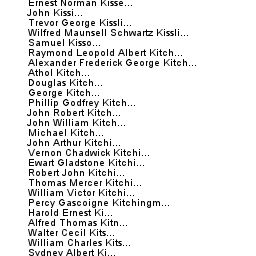 Ernest Norman Kisse...
John Kissi...
Trevor George Kissli...
Wilfred Maunsell Schwartz Kissli...
Samuel Kisso...
Raymond Leopold Albert Kitch...
Alexander Frederick George Kitch...
Athol Kitch...
Douglas Kitch...
George Kitch...
Phillip Godfrey Kitch...
John Robert Kitch...
John William Kitch...
Michael Kitch...
John Arthur Kitchi...
Vernon Chadwick Kitchi...
Ewart Gladstone Kitchi...
Robert John Kitchi...
Thomas Mercer Kitchi...
William Victor Kitchi...
Percy Gascoigne Kitchingm...
Harold Ernest Ki...
Alfred Thomas Kitn...
Walter Cecil Kits...
William Charles Kits...
Sydney Albert Ki...